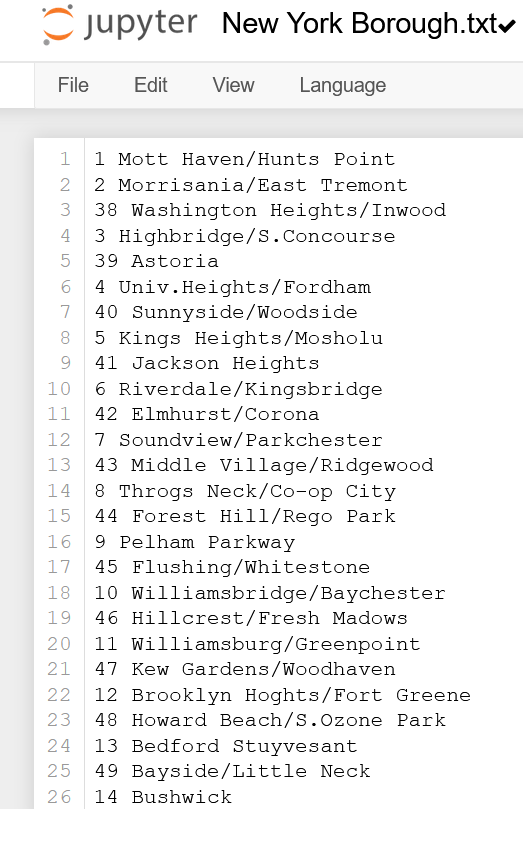 jupyter New York Borough.txt✔
File Edit View Language
1 1 Mott Haven/Hunts Point
2 2 Morrisania/East Tremont
3 38 Washington Heights/Inwood
4 3 Highbridge/S.Concourse
5 39 Astoria
6 4 Univ.Heights/Fordham
7 40 Sunnyside/Woodside
8 5 Kings Heights/Mosholu
9 41 Jackson Heights
10 6 Riverdale/Kingsbridge
11 42 Elmhurst/Corona
12 7 Soundview/Parkchester
13 43 Middle Village/Ridgewood
14 8 Throgs Neck/Co-op City
15 44 Forest Hill/Rego Park
16 9 Pelham Parkway
17 45 Flushing/Whitestone
18 10 Williamsbridge/Baychester
19 46 Hillcrest/Fresh Madows
20 11 Williamsburg/Greenpoint
21 47 Kew Gardens/Woodhaven
22 12 Brooklyn Hoghts/Fort Greene
23 48 Howard Beach/S.Ozone Park
24 13 Bedford Stuyvesant
25 49 Bayside/Little Neck
26 14 Bushwick